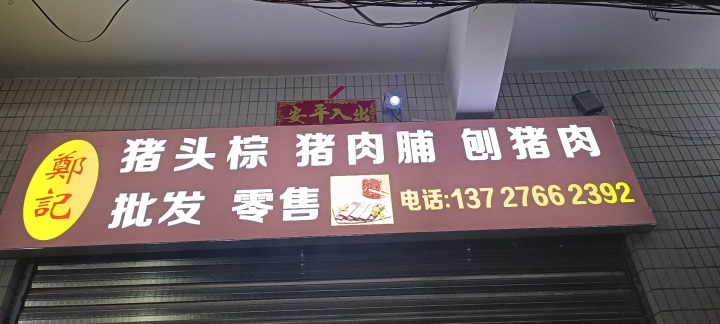 安平入出
鄭記
猪头棕 猪肉脯 刨猪肉
批发 零售
电话:137 2766 2392